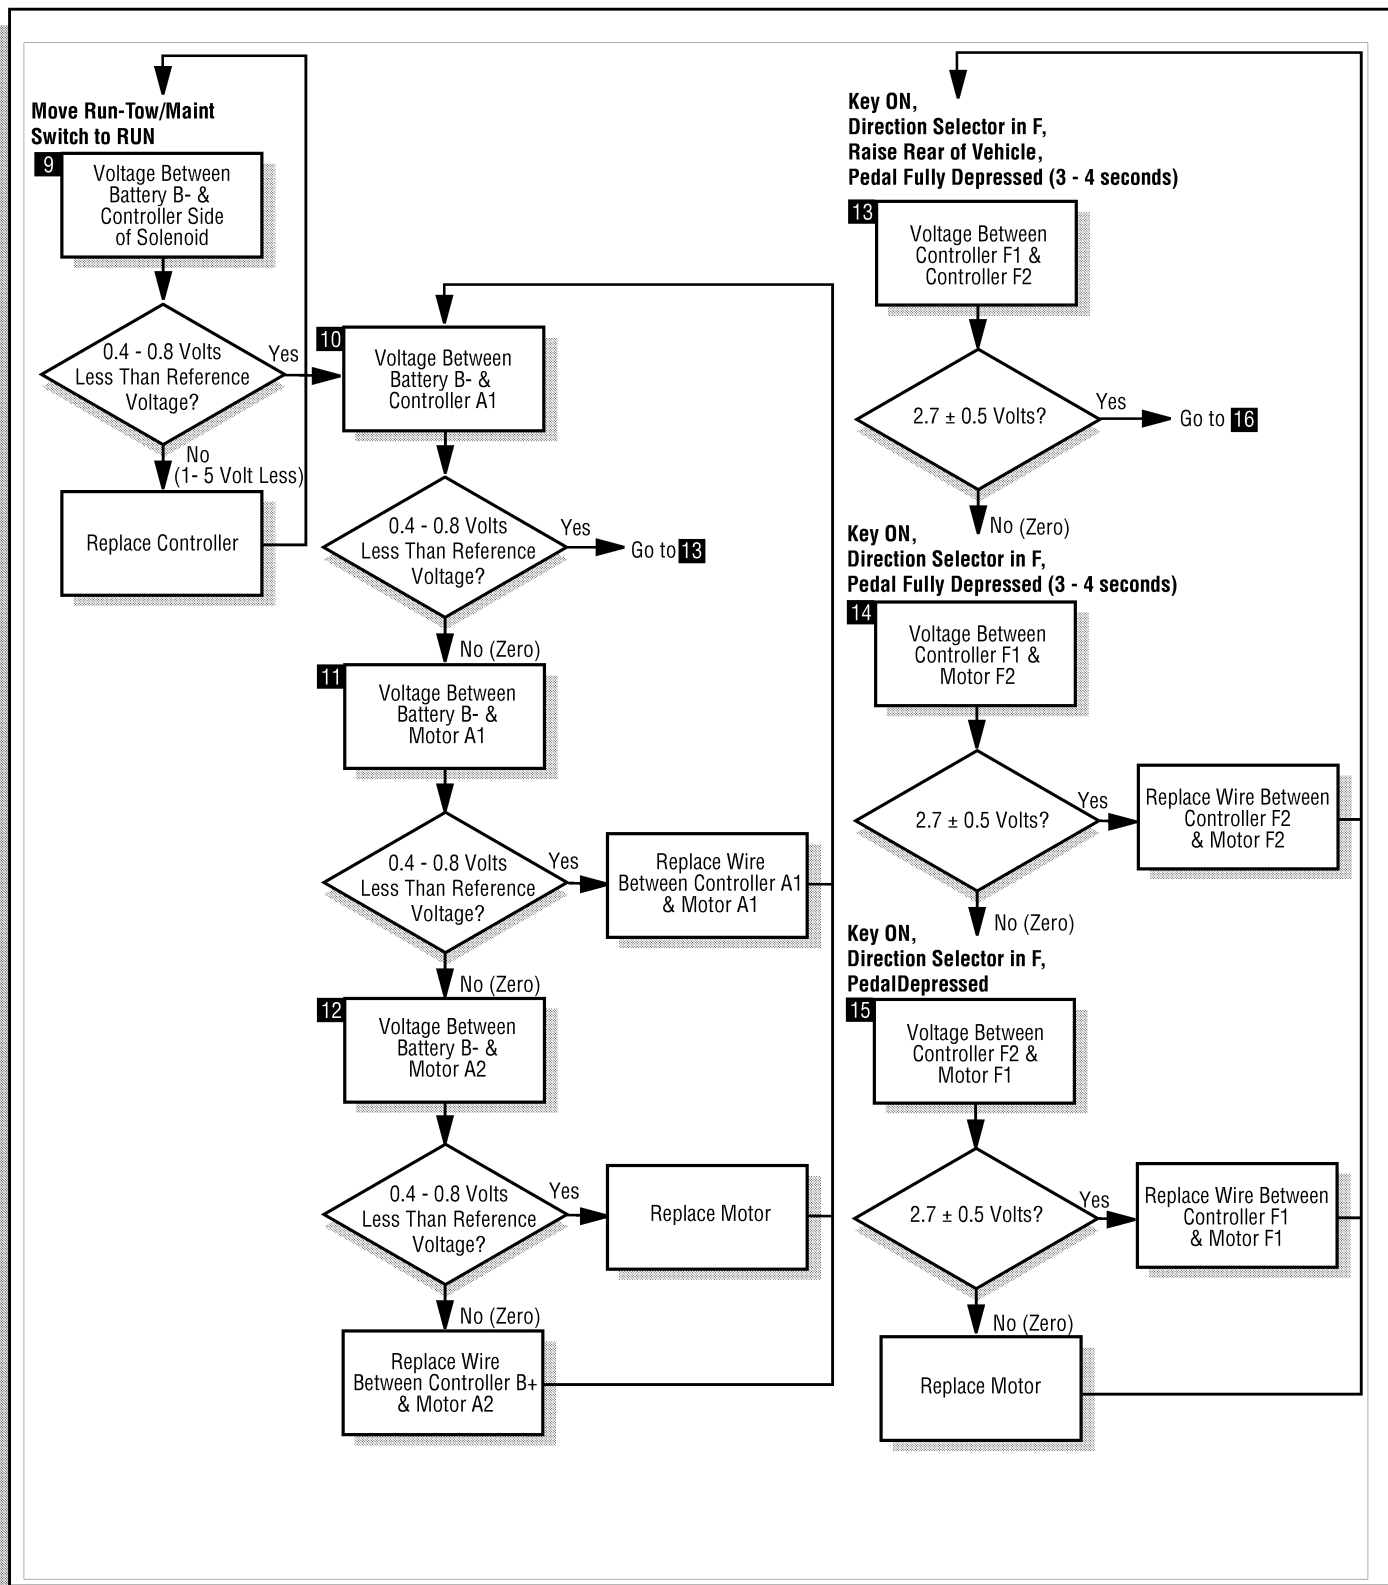 Move Run-Tow/Maint
Switch to RUN
9
Voltage Between
Battery B- &
Controller Side
of Solenoid
0.4 - 0.8 Volts
Less Than Reference
Voltage?
Yes
No
(1- 5 Volt Less)
Replace Controller
10
Voltage Between
Battery B- &
Controller A1
0.4 - 0.8 Volts
Less Than Reference
Voltage?
Yes
Go to 13
No (Zero)
11
Voltage Between
Battery B- &
Motor A1
0.4 - 0.8 Volts
Less Than Reference
Voltage?
Yes
Replace Wire
Between Controller A1
& Motor A1
No (Zero)
12
Voltage Between
Battery B- &
Motor A2
0.4 - 0.8 Volts
Less Than Reference
Voltage?
Yes
Replace Motor
No (Zero)
Replace Wire
Between Controller B+
& Motor A2
Key ON,
Direction Selector in F,
Raise Rear of Vehicle,
Pedal Fully Depressed (3 - 4 seconds)
13
Voltage Between
Controller F1 &
Controller F2
2.7 ± 0.5 Volts?
Yes
Go to 16
No (Zero)
Key ON,
Direction Selector in F,
Pedal Fully Depressed (3 - 4 seconds)
14
Voltage Between
Controller F1 &
Motor F2
2.7 ± 0.5 Volts?
Yes
Replace Wire Between
Controller F2
& Motor F2
No (Zero)
Key ON,
Direction Selector in F,
PedalDepressed
15
Voltage Between
Controller F2 &
Motor F1
2.7 ± 0.5 Volts?
Yes
Replace Wire Between
Controller F1
& Motor F1
No (Zero)
Replace Motor